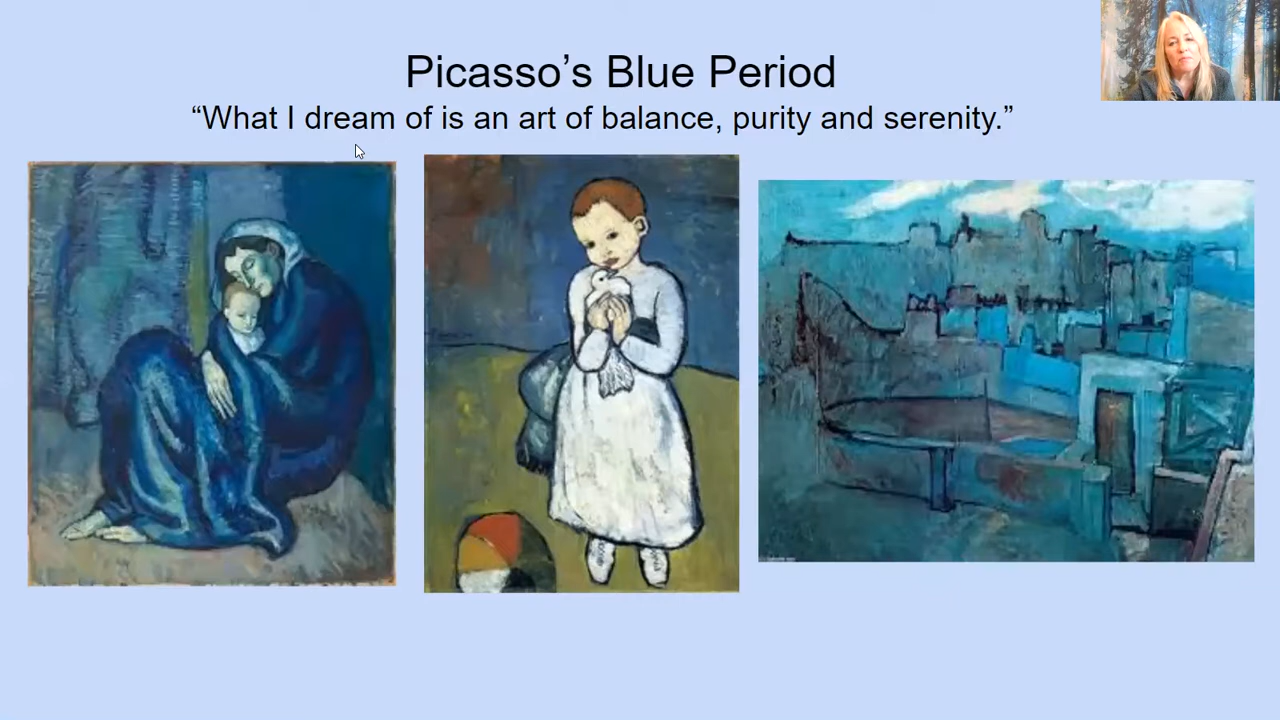 Picasso’s Blue Period
“What I dream of is an art of balance, purity and serenity.”